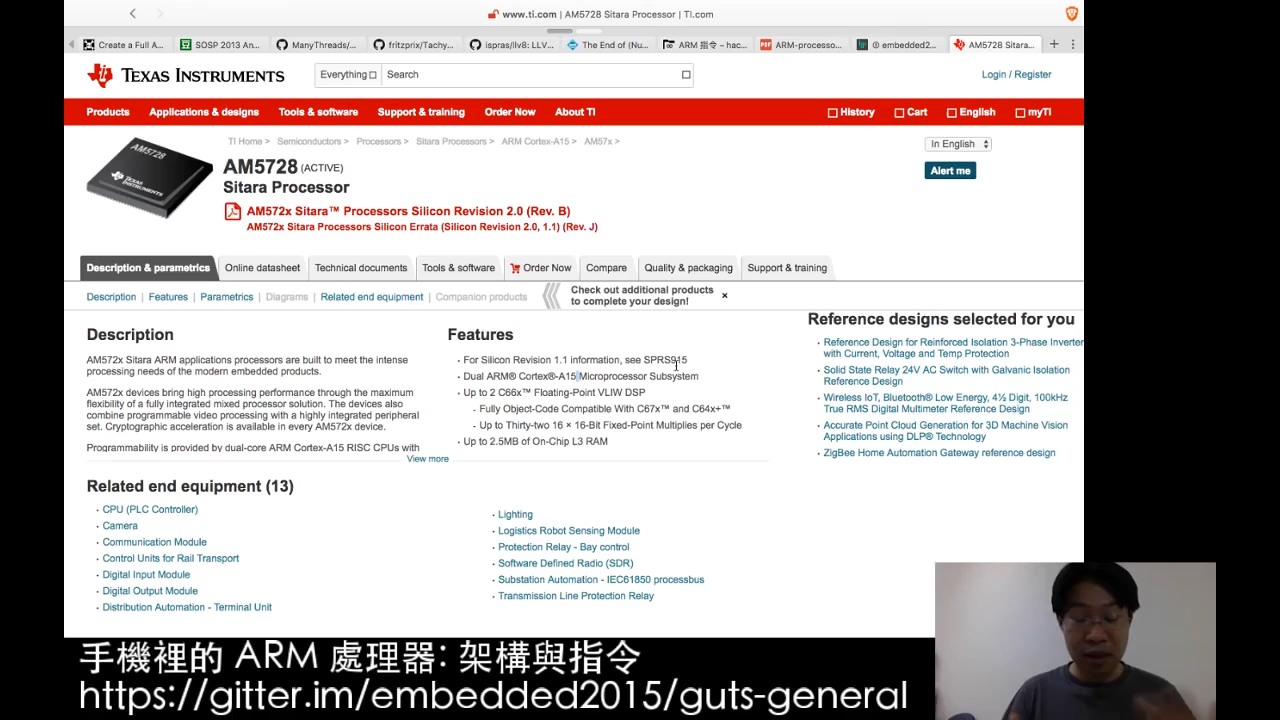 www.ti.com | AM5728 Sitara Processor | TI.com
Create a Full A...
SOSP 2013 An...
ManyThreads/...
fritzprix/Tachy...
ispras/llv8: LLV...
The End of (Nu...
ARM 指令 – hac...
ARM-processo...
embedded2...
AM5728 Sitara...
TEXAS INSTRUMENTS
Everything
Search
Login / Register
Products
Applications & designs
Tools & software
Support & training
Order Now
About TI
History
Cart
English
myTI
TI Home > Semiconductors > Processors > Sitara Processors > ARM Cortex-A15 > AM57x >
In English
AM5728
AM5728 (ACTIVE)
Alert me
Sitara Processor
AM572x Sitara™ Processors Silicon Revision 2.0 (Rev. B)
AM572x Sitara Processors Silicon Errata (Silicon Revision 2.0, 1.1) (Rev. J)
Description & parametrics
Online datasheet
Technical documents
Tools & software
Order Now
Compare
Quality & packaging
Support & training
Description | Features | Parametrics | Diagrams | Related end equipment | Companion products
Check out additional products
to complete your design!
×
Description
AM572x Sitara ARM applications processors are built to meet the intense
processing needs of the modern embedded products.
AM572x devices bring high processing performance through the maximum
flexibility of a fully integrated mixed processor solution. The devices also
combine programmable video processing with a highly integrated peripheral
set. Cryptographic acceleration is available in every AM572x device.
Programmability is provided by dual-core ARM Cortex-A15 RISC CPUs with
View more
Features
For Silicon Revision 1.1 information, see SPRS915
Dual ARM® Cortex®-A15 Microprocessor Subsystem
Up to 2 C66x™ Floating-Point VLIW DSP
Fully Object-Code Compatible With C67x™ and C64x+™
Up to Thirty-two 16 × 16-Bit Fixed-Point Multiplies per Cycle
Up to 2.5MB of On-Chip L3 RAM
Reference designs selected for you
Reference Design for Reinforced Isolation 3-Phase Inverter
with Current, Voltage and Temp Protection
Solid State Relay 24V AC Switch with Galvanic Isolation
Reference Design
Wireless IoT, Bluetooth® Low Energy, 4½ Digit, 100kHz
True RMS Digital Multimeter Reference Design
Accurate Point Cloud Generation for 3D Machine Vision
Applications using DLP® Technology
ZigBee Home Automation Gateway reference design
Related end equipment (13)
CPU (PLC Controller)
Camera
Communication Module
Control Units for Rail Transport
Digital Input Module
Digital Output Module
Distribution Automation - Terminal Unit
Lighting
Logistics Robot Sensing Module
Protection Relay - Bay control
Software Defined Radio (SDR)
Substation Automation - IEC61850 processbus
Transmission Line Protection Relay
手機裡的 ARM 處理器: 架構與指令
https://gitter.im/embedded2015/guts-general